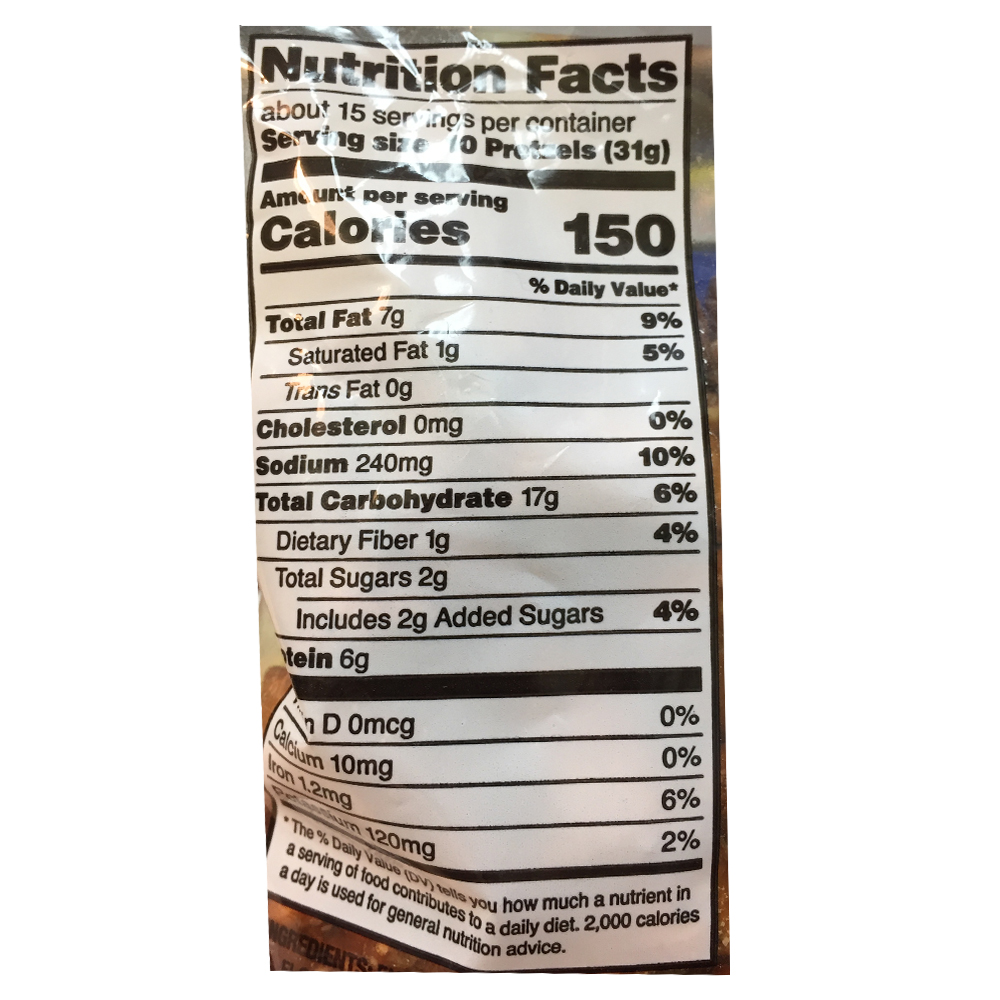 Nutrition Facts
about 15 servings per container
Serving size 10 Pretzels (31g)
Amount per serving
Calories 150
% Daily Value*
Total Fat 7g 9%
Saturated Fat 1g 5%
Trans Fat 0g
Cholesterol 0mg 0%
Sodium 240mg 10%
Total Carbohydrate 17g 6%
Dietary Fiber 1g 4%
Total Sugars 2g
Includes 2g Added Sugars 4%
tein 6g
n D 0mcg 0%
Calcium 10mg 0%
Iron 1.2mg 6%
Potassium 120mg 2%
* The % Daily Value (DV) tells you how much a nutrient in
a serving of food contributes to a daily diet. 2,000 calories
a day is used for general nutrition advice.
INGREDIENTS: